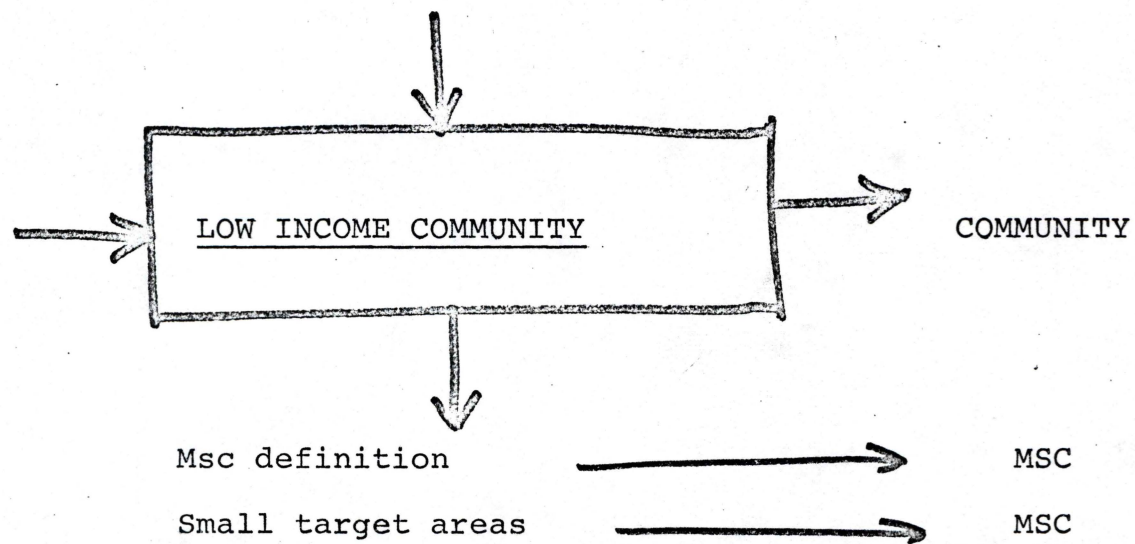 LOW INCOME COMMUNITY COMMUNITY
Msc definition MSC
Small target areas MSC